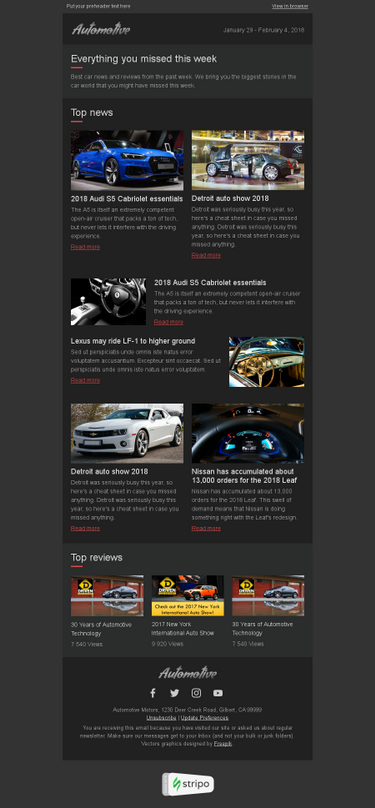 Put your preheader text here
View in browser
Automotive
January 29 - February 4, 2018
Everything you missed this week
Best car news and reviews from the past week. We bring you the biggest stories in the
car world that you might have missed this week.
Top news
2018 Audi S5 Cabriolet essentials
The A5 is itself an extremely competent
open-air cruiser that packs a ton of tech,
but never lets it interfere with the driving
experience.
Read more
Detroit auto show 2018
Detroit was seriously busy this year, so
here's a cheat sheet in case you missed
anything. Detroit was seriously busy this
year, so here's a cheat sheet in case you
missed anything.
Read more
2018 Audi S5 Cabriolet essentials
The A5 is itself an extremely competent open-air cruiser
that packs a ton of tech, but never lets it interfere with
the driving experience.
Read more
Lexus may ride LF-1 to higher ground
Sed ut perspiciatis unde omnis iste natus error
voluptatem accusantium. Excepteur sint occaecat. Sed ut
perspiciatis unde omnis iste natus error voluptatem.
Read more
Detroit auto show 2018
Detroit was seriously busy this year, so
here's a cheat sheet in case you missed
anything. Detroit was seriously busy this
year, so here's a cheat sheet in case you
missed anything.
Read more
Nissan has accumulated about
13,000 orders for the 2018 Leaf
Nissan has accumulated about 13,000
orders for the 2018 Leaf. This swell of
demand means that Nissan is doing
something right with the Leaf's redesign.
Read more
Top reviews
DRIVEN
30 Years of Automotive
Technology
7 540 Views
DRIVEN
Check out the 2017 New York
International Auto Show!
2017 New York
International Auto Show
9 920 Views
DRIVEN
30 Years of Automotive
Technology
7 540 Views
Automotive
Automotive Motors, 1230 Deer Creek Road, Gilbert, CA 99999
Unsubscribe | Update Preferences
You are receiving this email because you have visited our site or asked us about regular
newsletter. Make sure our messages get to your Inbox (and not your bulk or junk folders).
Vectors graphics designed by Freepik.
stripo